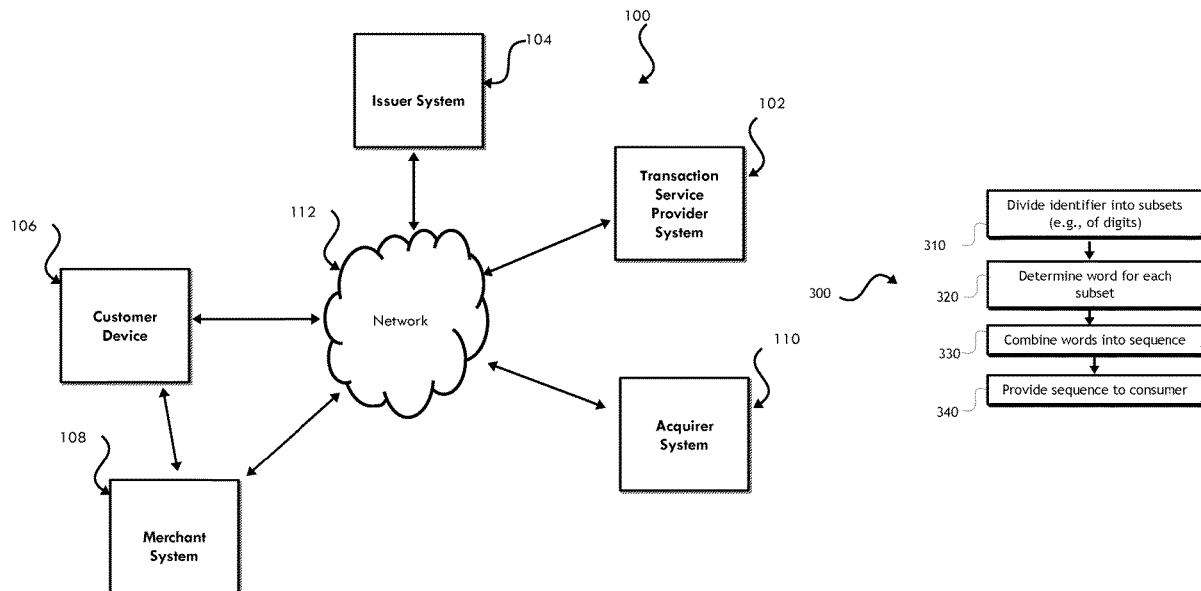 100
104
Issuer System
102
Transaction
Service
Provider
System
112
106
Customer
Device
Network
110
Acquirer
System
108
Merchant
System
300
Divide identifier into subsets
(e.g., of digits)
310
Determine word for each
subset
320
Combine words into sequence
330
Provide sequence to consumer
340